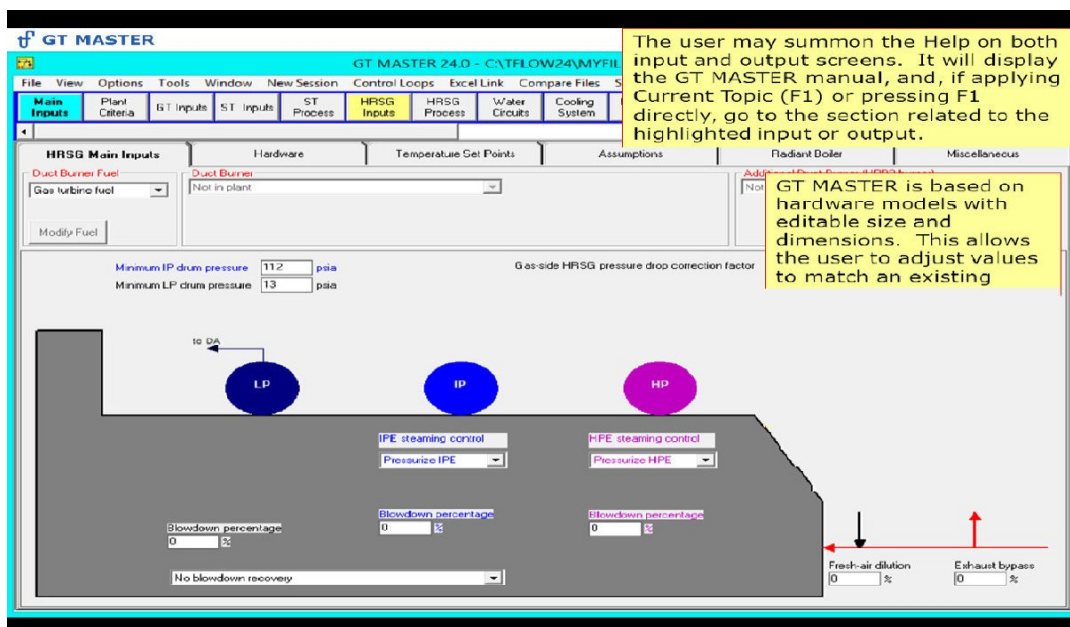 GT MASTER
GT MASTER 24.0 - C:\TFLOW24\MYFIL
The user may summon the Help on both
input and output screens. It will display
the GT MASTER manual, and, if applying
Current Topic (F1) or pressing F1
directly, go to the section related to the
highlighted input or output.
File View Options Tools Window New Session Control Loops Excel Link Compare Files S
Main Inputs
Plant Criteria
GT Inputs
ST Inputs
ST Process
HRSG Inputs
HRSG Process
Water Circuits
Cooling System
HRSG Main Inputs
Hardware
Temperature Set Points
Assumptions
Radiant Boiler
Miscellaneous
Duct Burner Fuel
Gas turbine fuel
Modify Fuel
Duct Burner
Not in plant
Not
GT MASTER is based on
hardware models with
editable size and
dimensions. This allows
the user to adjust values
to match an existing
Minimum IP drum pressure 112 psia
Minimum LP drum pressure 13 psia
Gas-side HRSG pressure drop correction factor
to DA
LP
IP
HP
IPE steaming control
Pressurize IPE
HPE steaming control
Pressurize HPE
Blowdown percentage
0 %
Blowdown percentage
0 %
Blowdown percentage
0 %
No blowdown recovery
Fresh-air dilution
0 %
Exhaust bypass
0 %